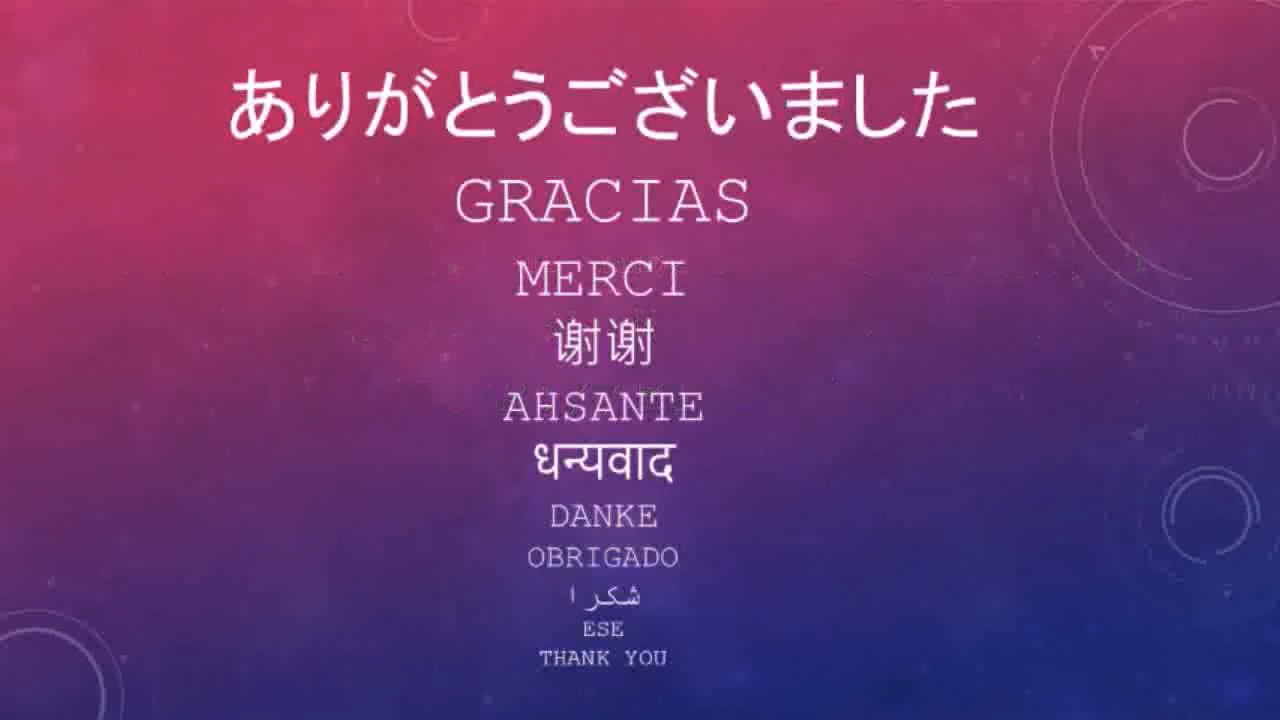 ありがとうございました
GRACIAS
MERCI
谢谢
AHSANTE
धन्यवाद
DANKE
OBRIGADO
شكرا
ESE
THANK YOU